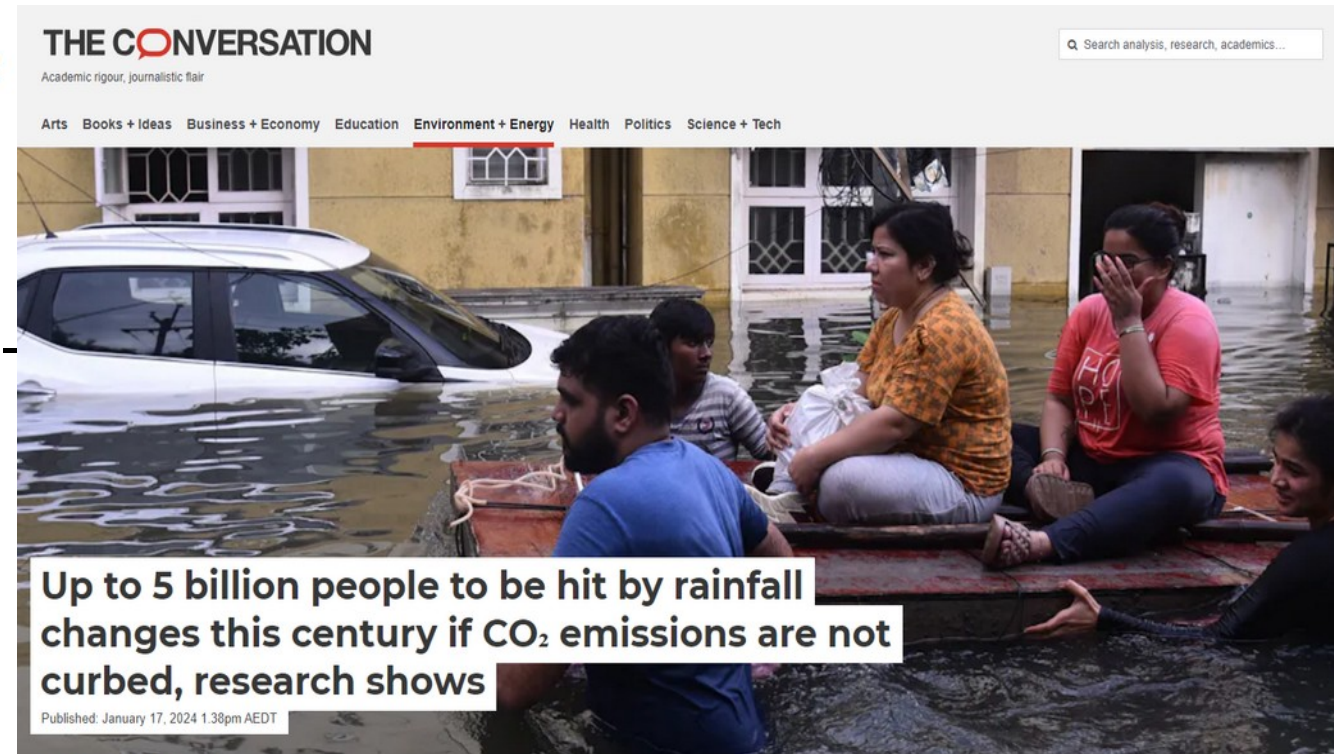 THE CONVERSATION
Academic rigour, journalistic flair
Search analysis, research, academics...
Arts Books + Ideas Business + Economy Education Environment + Energy Health Politics Science + Tech
HO
PE
Up to 5 billion people to be hit by rainfall
changes this century if CO₂ emissions are not
curbed, research shows
Published: January 17, 2024 1.38pm AEDT